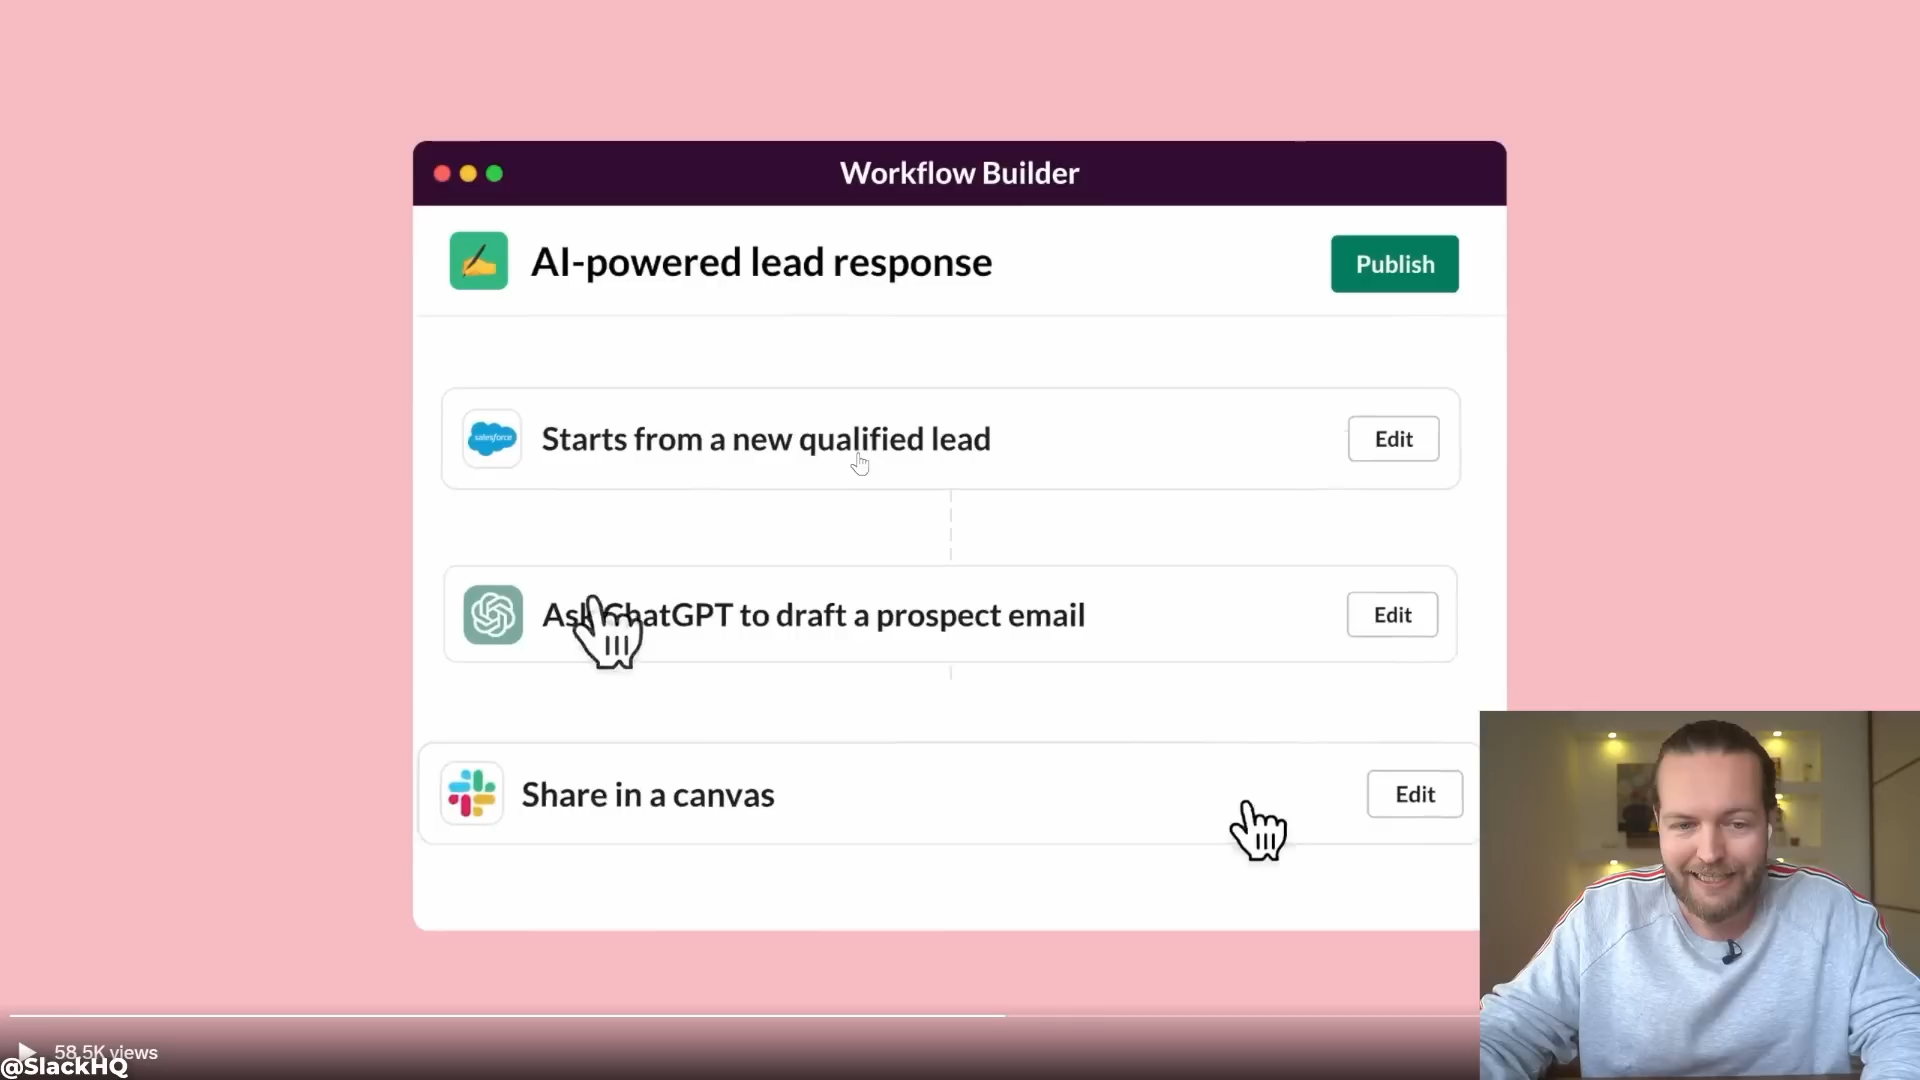 Workflow Builder
AI-powered lead response
Publish
salesforce
Starts from a new qualified lead
Edit
Ask ChatGPT to draft a prospect email
Edit
Share in a canvas
Edit
58.5K views
@SlackHQ